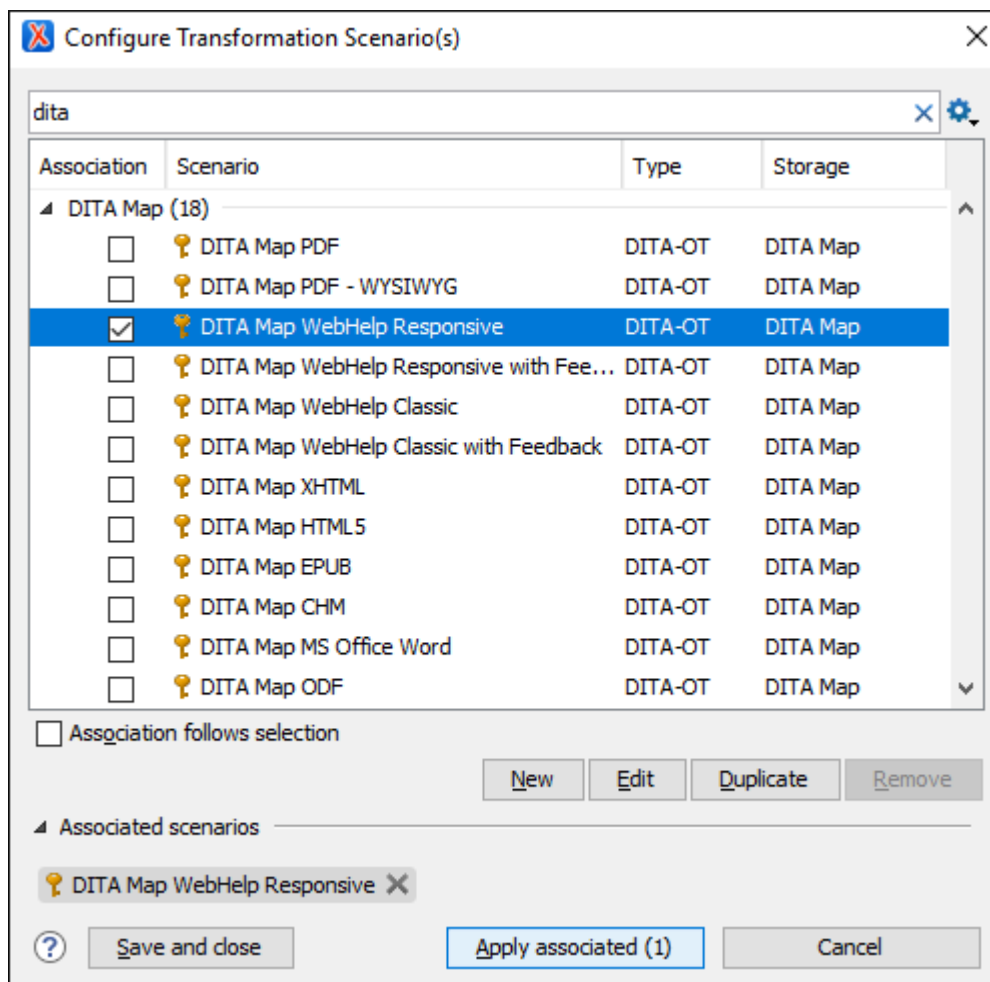 Configure Transformation Scenario(s)
dita
Association Scenario Type Storage
DITA Map (18)
DITA Map PDF DITA-OT DITA Map
DITA Map PDF - WYSIWYG DITA-OT DITA Map
DITA Map WebHelp Responsive DITA-OT DITA Map
DITA Map WebHelp Responsive with Fee... DITA-OT DITA Map
DITA Map WebHelp Classic DITA-OT DITA Map
DITA Map WebHelp Classic with Feedback DITA-OT DITA Map
DITA Map XHTML DITA-OT DITA Map
DITA Map HTML5 DITA-OT DITA Map
DITA Map EPUB DITA-OT DITA Map
DITA Map CHM DITA-OT DITA Map
DITA Map MS Office Word DITA-OT DITA Map
DITA Map ODF DITA-OT DITA Map
Association follows selection
New Edit Duplicate Remove
Associated scenarios
DITA Map WebHelp Responsive
? Save and close Apply associated (1) Cancel